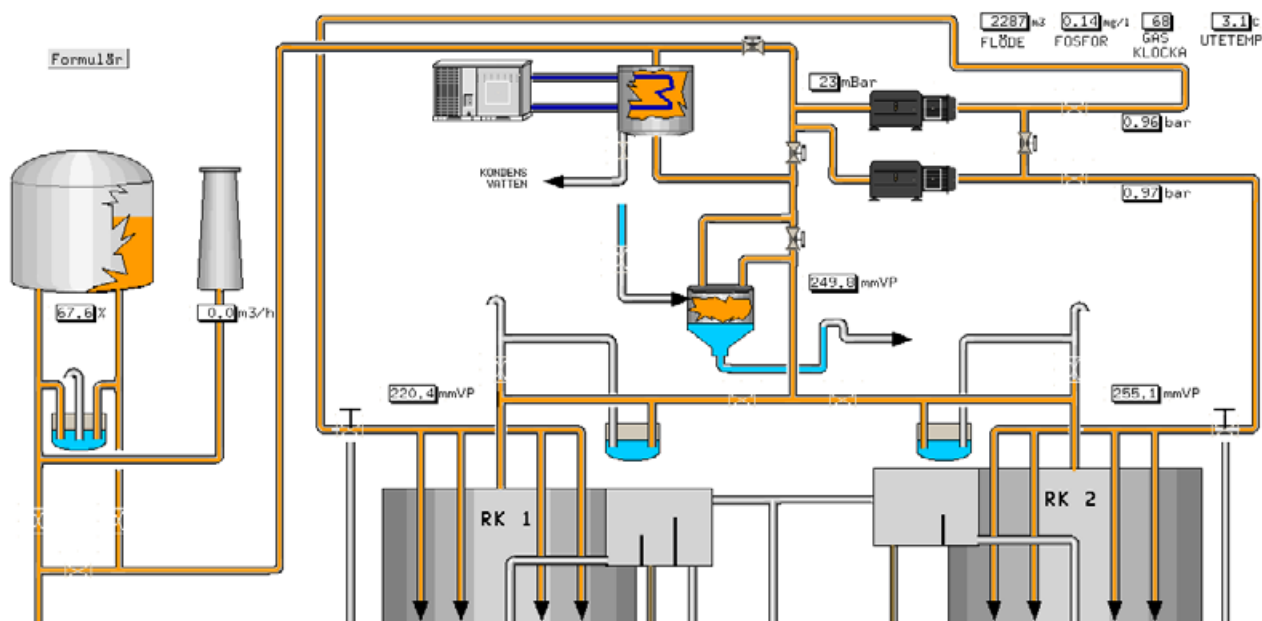 2287 m3
0.14 mg/l
68
3.1 C
FLÖDE
FOSFOR
GAS
KLOCKA
UTETEMP
Formulär
23 mBar
0.96 bar
KONDENS
VATTEN
0.97 bar
249.8 mmVP
67.6 %
0.0 m3/h
220.4 mmVP
255.1 mmVP
RK 1
RK 2